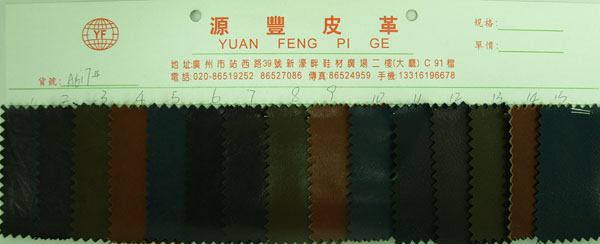 YF
源豐皮革
YUAN FENG PI GE
地址:廣州市站西路39號新濠畔鞋材廣場二樓(大廳)C91檔
電話:020-86519252 86527086 傳真:86524959 手機:13316196678
規格:
單價:
貨號:
1 2 3 4 5 6 7 8 9 10 11 12 13 14 15